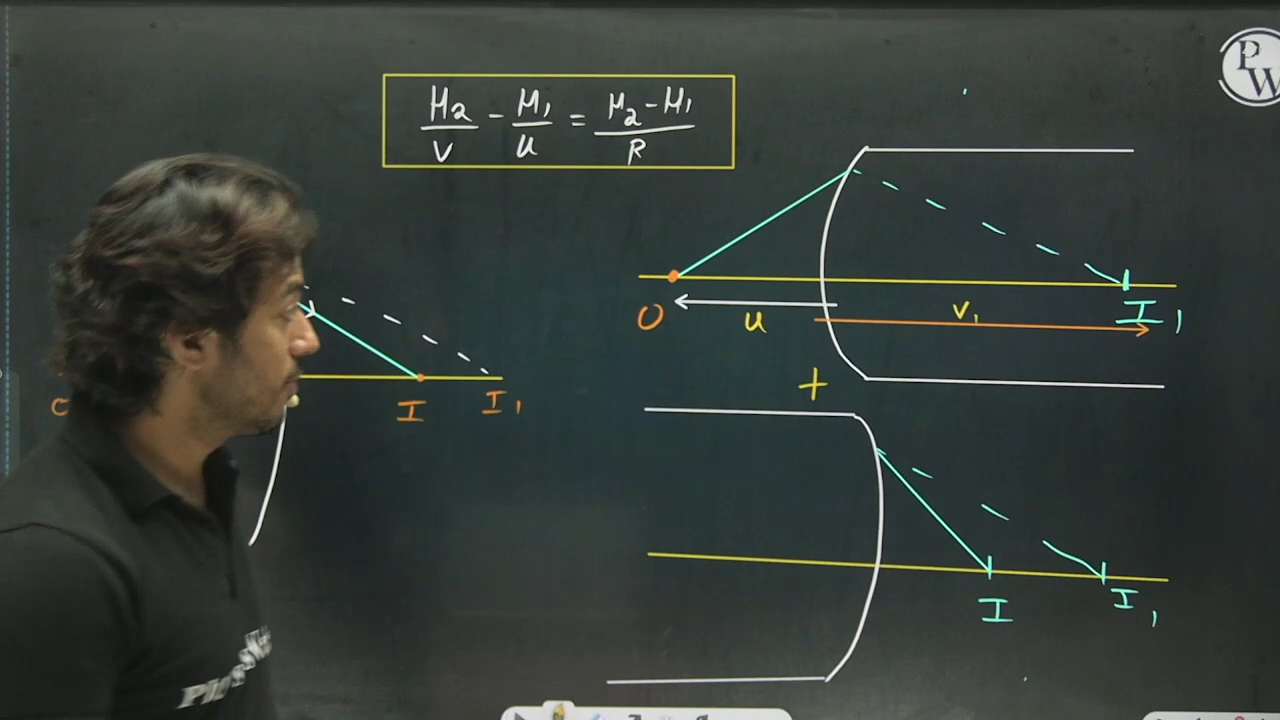 μ₂/v - μ₁/u = μ₂-μ₁/R
PW
O u v₁ I₁
I I₁
+
I I₁